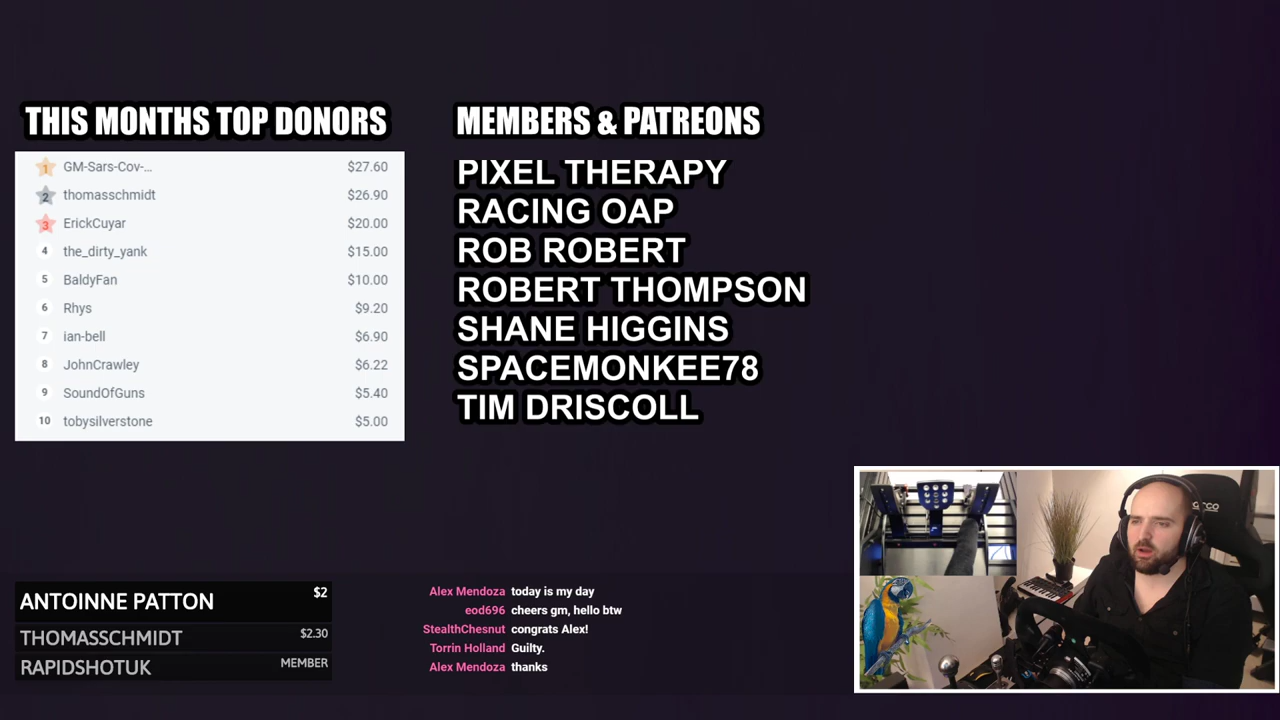 THIS MONTHS TOP DONORS
1 GM-Sars-Cov-... $27.60
2 thomasschmidt $26.90
3 ErickCuyar $20.00
4 the_dirty_yank $15.00
5 BaldyFan $10.00
6 Rhys $9.20
7 ian-bell $6.90
8 JohnCrawley $6.22
9 SoundOfGuns $5.40
10 tobysilverstone $5.00
MEMBERS & PATREONS
PIXEL THERAPY
RACING OAP
ROB ROBERT
ROBERT THOMPSON
SHANE HIGGINS
SPACEMONKEE78
TIM DRISCOLL
ANTOINNE PATTON $2
THOMASSCHMIDT $2.30
RAPIDSHOTUK MEMBER
Alex Mendoza today is my day
eod696 cheers gm, hello btw
StealthChesnut congrats Alex!
Torrin Holland Guilty.
Alex Mendoza thanks